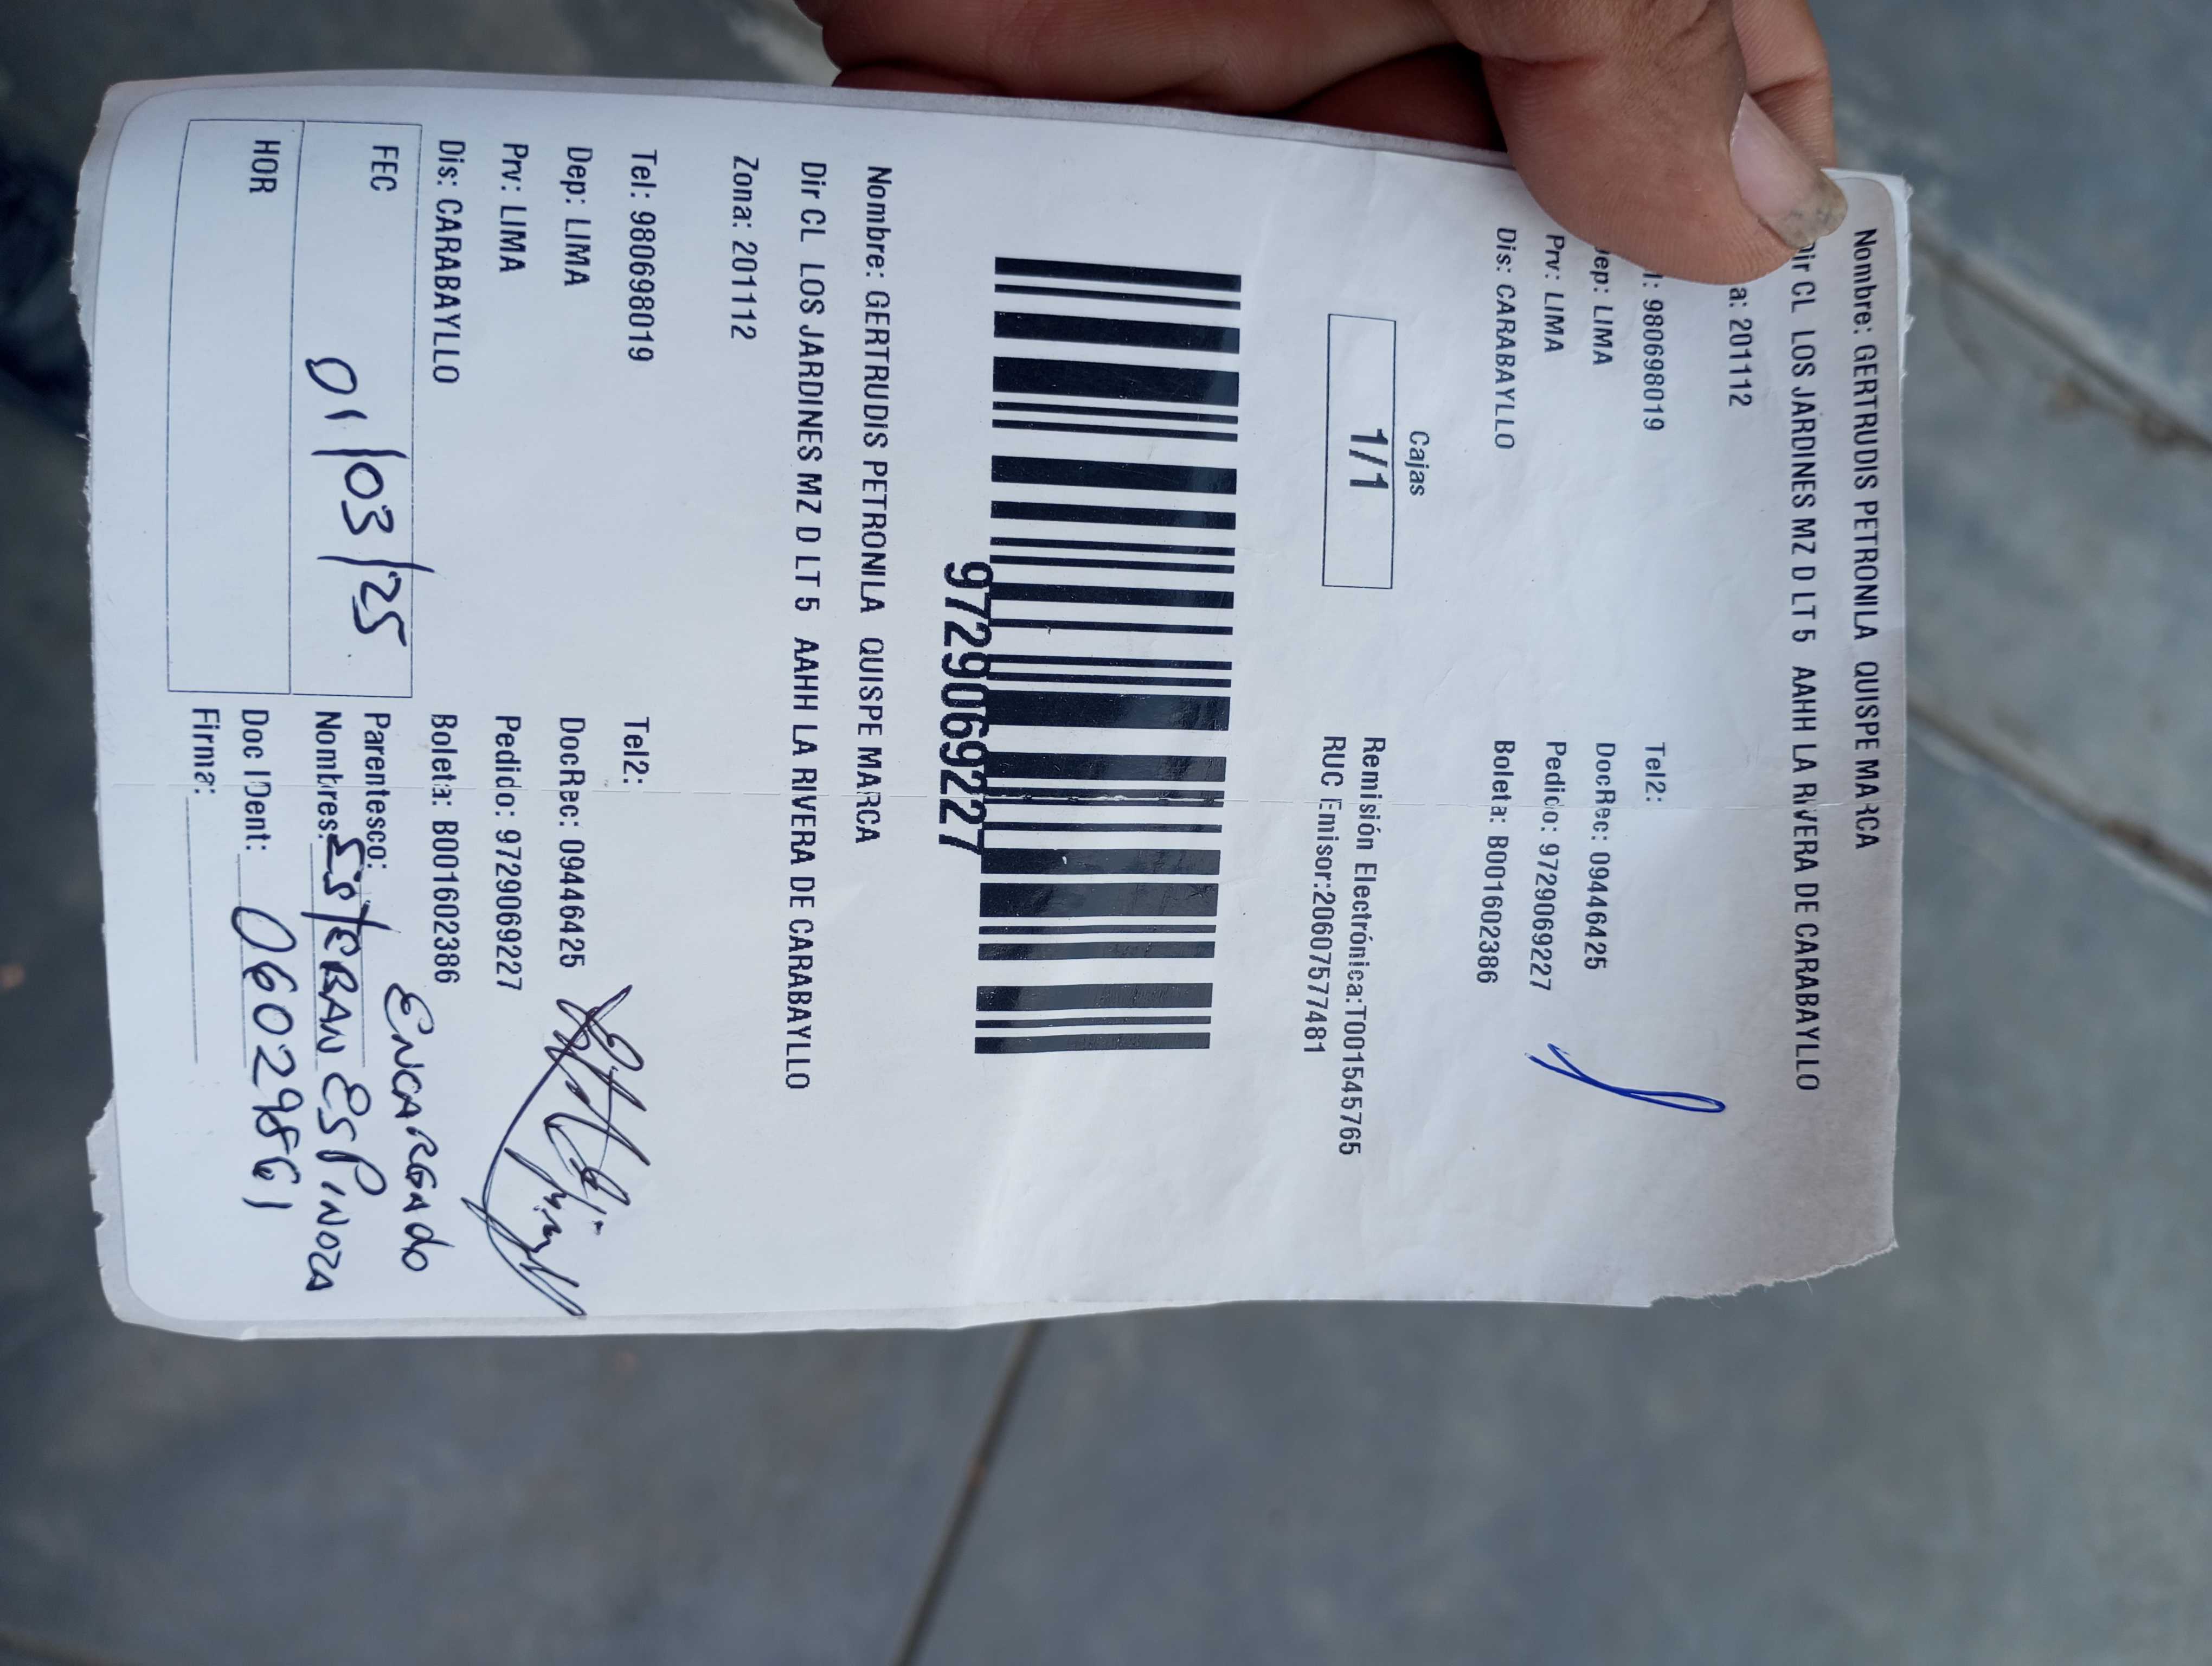 Nombre: GERTRUDIS PETRONILA QUISPE MARCA
Dir CL LOS JARDINES MZ D LT 5 AAHH LA RIVERA DE CARABAYLLO
a: 201112
l: 980698019 Tel2:
ep: LIMA DocRec: 09446425
Prv: LIMA Pedido: 9729069227
Dis: CARABAYLLO Boleta: B001602386
Cajas
1/1
Remisión Electrónica:T001545765
RUC Emisor:20607577481
9729069227
Nombre: GERTRUDIS PETRONILA QUISPE MARCA
Dir CL LOS JARDINES MZ D LT 5 AAHH LA RIVERA DE CARABAYLLO
Zona: 201112
Tel: 980698019 Tel2:
Dep: LIMA DocRec: 09446425
Prv: LIMA Pedido: 9729069227
Dis: CARABAYLLO Boleta: B001602386
FEC 01/03/25 Parentesco: ENCARGADO
Nombres: ESTEBAN ESPINOZA
HOR Doc IDent:
Firma: